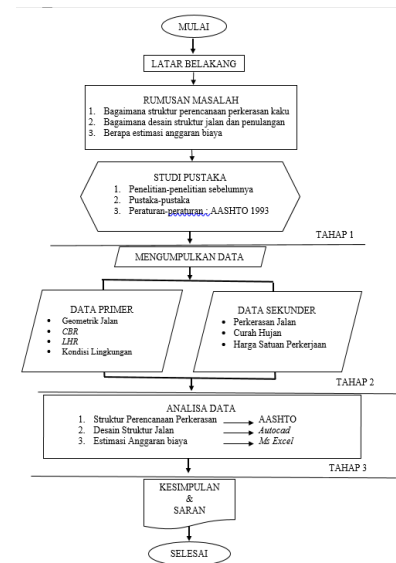 MULAI
LATAR BELAKANG
RUMUSAN MASALAH
1. Bagaimana struktur perencanaan perkerasan kaku
2. Bagaimana desain struktur jalan dan penulangan
3. Berapa estimasi anggaran biaya
STUDI PUSTAKA
1. Penelitian-penelitian sebelumnya
2. Pustaka-pustaka
3. Peraturan-peraturan : AASHTO 1993
TAHAP 1
MENGUMPULKAN DATA
DATA PRIMER
• Geometrik Jalan
• CBR
• LHR
• Kondisi Lingkungan
DATA SEKUNDER
• Perkerasan Jalan
• Curah Hujan
• Harga Satuan Perkerjaan
TAHAP 2
ANALISA DATA
1. Struktur Perencanaan Perkerasan → AASHTO
2. Desain Struktur Jalan → Autocad
3. Estimasi Anggaran biaya → Ms Excel
TAHAP 3
KESIMPULAN
&
SARAN
SELESAI